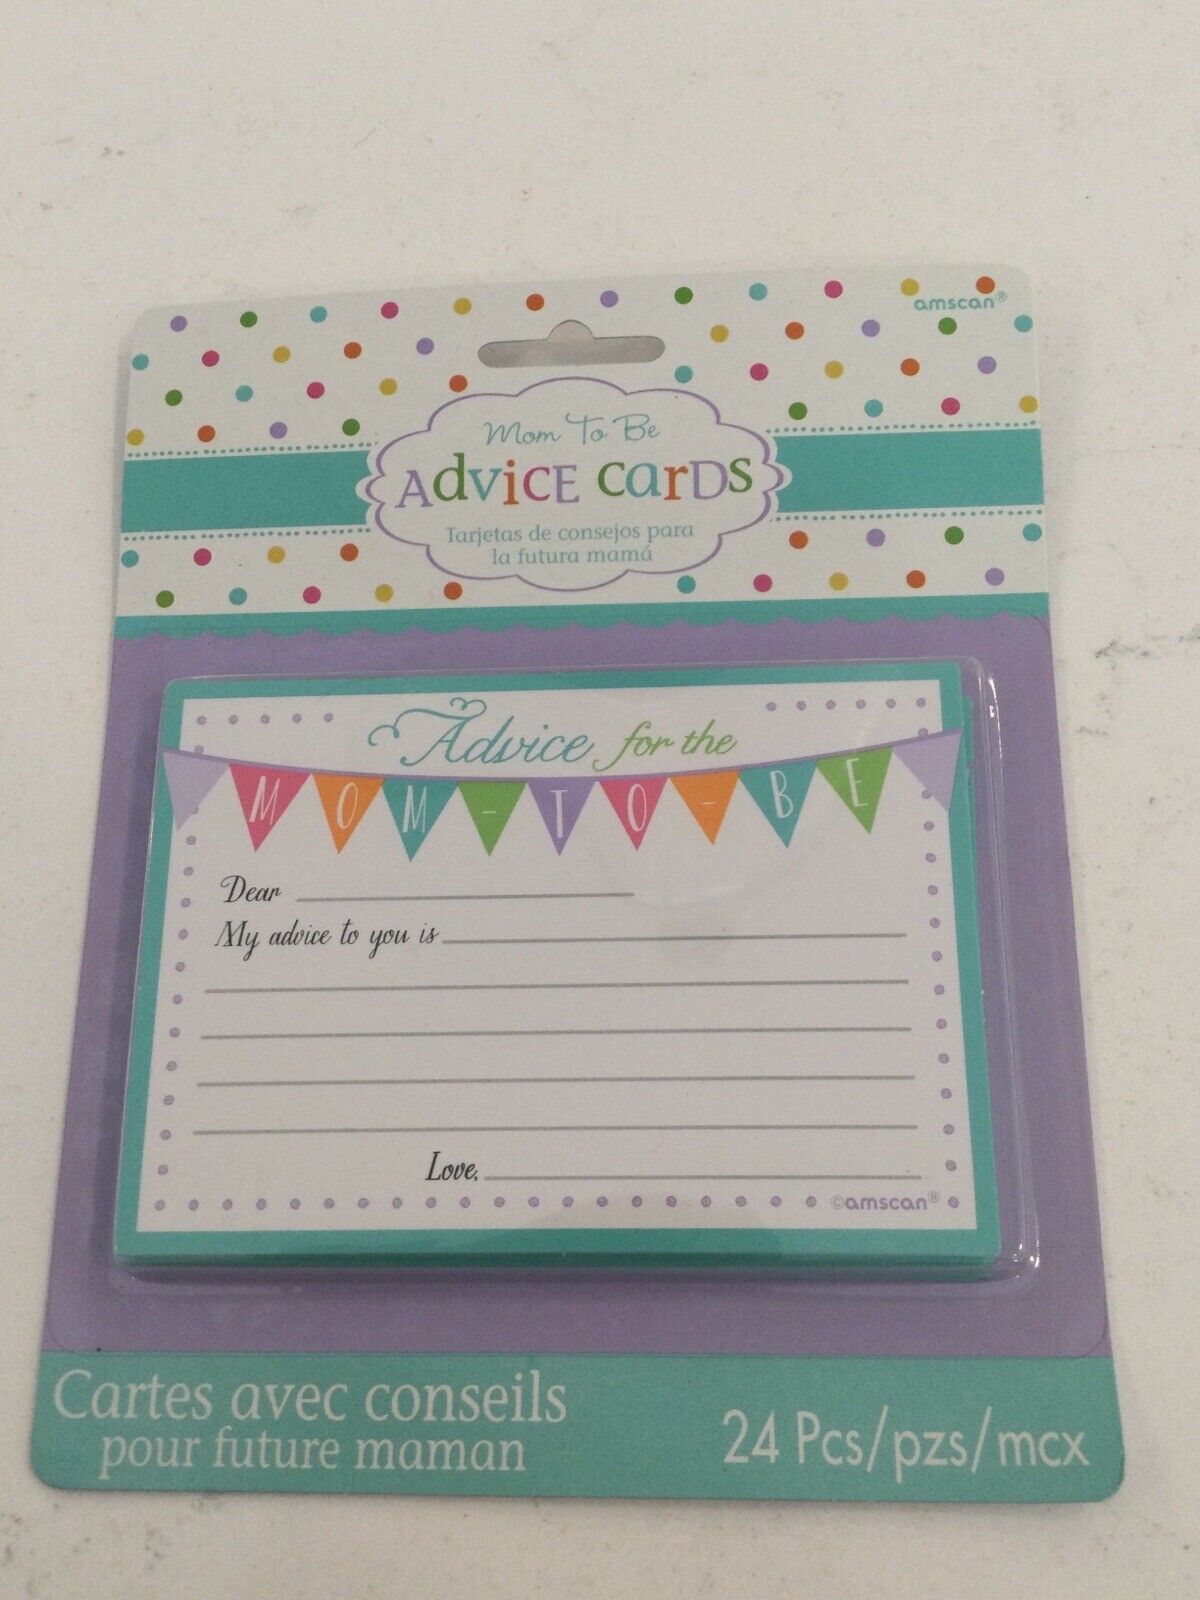 amscan®
Mom To Be
ADVICE CARDS
Tarjetas de consejos para
la futura mamá
Advice for the
MOM-TO-BE
Dear
My advice to you is
Love,
©amscan®
Cartes avec conseils
pour future maman
24 Pcs/pzs/mcx